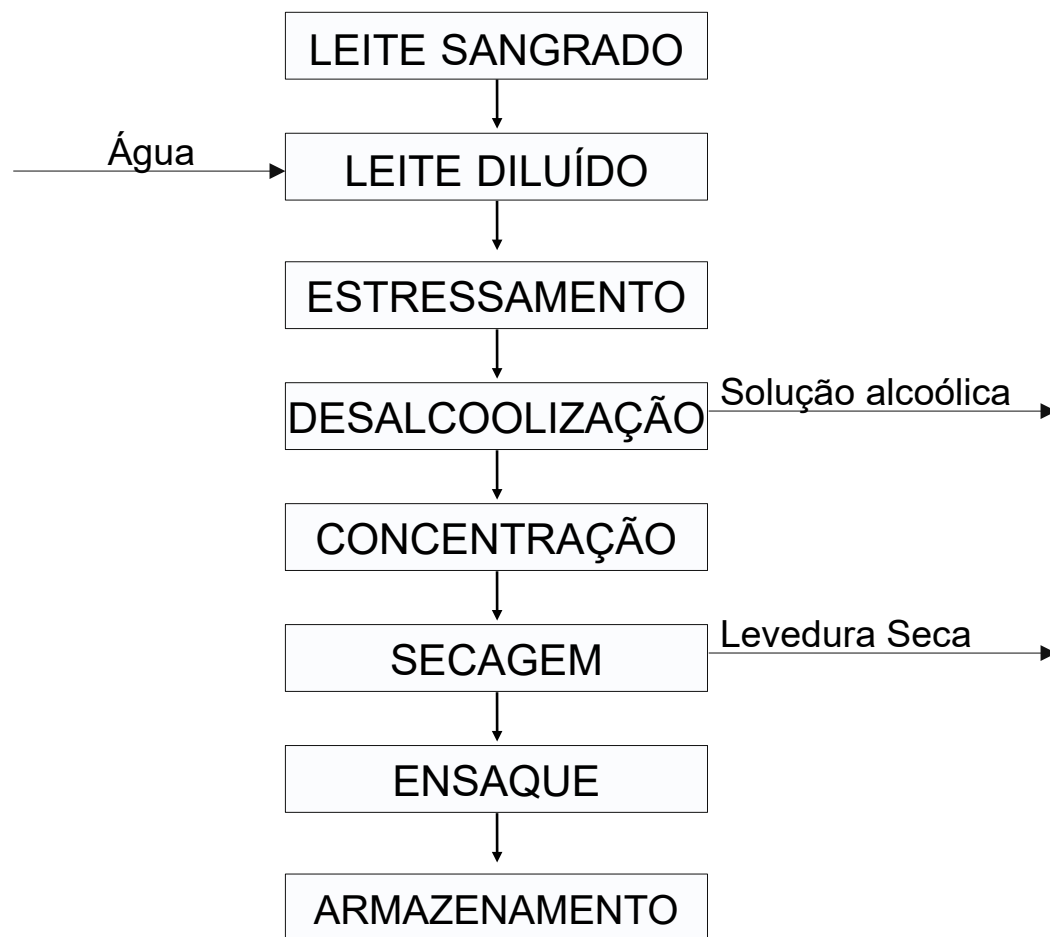 LEITE SANGRADO
Água
LEITE DILUÍDO
ESTRESSAMENTO
DESALCOOLIZAÇÃO
Solução alcoólica
CONCENTRAÇÃO
SECAGEM
Levedura Seca
ENSAQUE
ARMAZENAMENTO